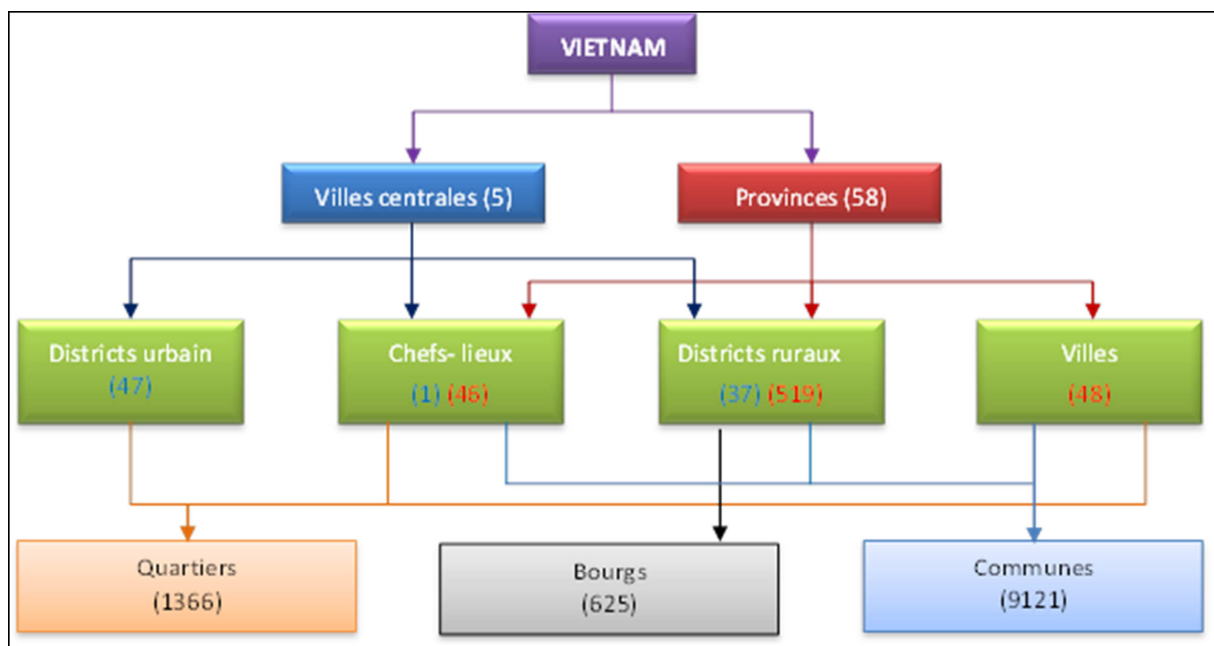 VIETNAM
Villes centrales (5)
Provinces (58)
Districts urbain
(47)
Chefs- lieux
(1) (46)
Districts ruraux
(37) (519)
Villes
(48)
Quartiers
(1366)
Bourgs
(625)
Communes
(9121)